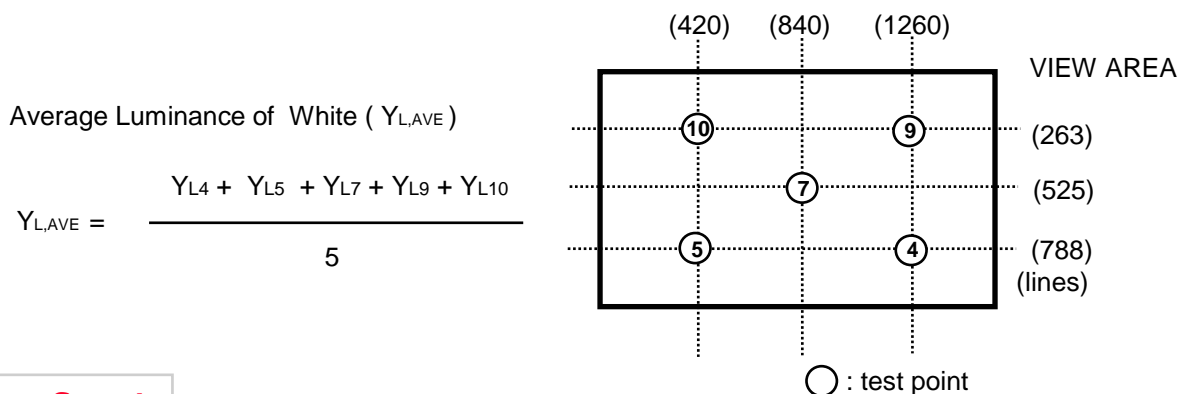 (420) (840) (1260)
VIEW AREA
Average Luminance of White ( YL,AVE )
10 9 (263)
YL4 + YL5 + YL7 + YL9 + YL10
7 (525)
YL,AVE =
5
5 4 (788)
(lines)
: test point